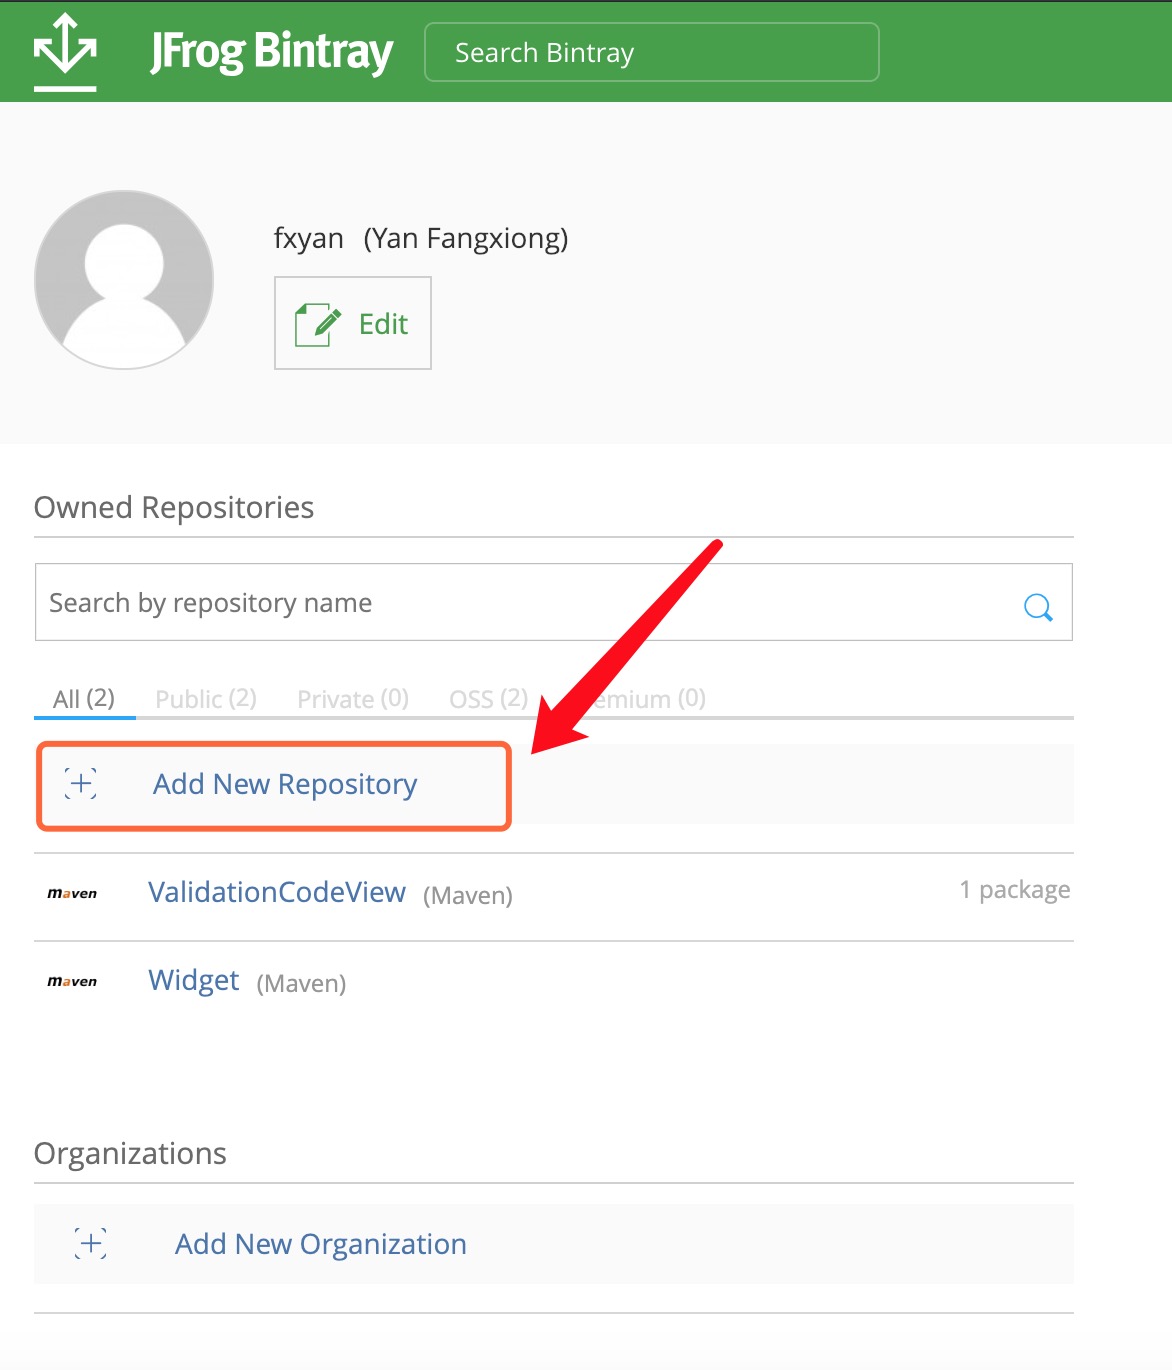 JFrog Bintray Search Bintray
fxyan (Yan Fangxiong)
Edit
Owned Repositories
Search by repository name
All (2) Public (2) Private (0) OSS (2) emium (0)
Add New Repository
maven ValidationCodeView (Maven) 1 package
maven Widget (Maven)
Organizations
Add New Organization